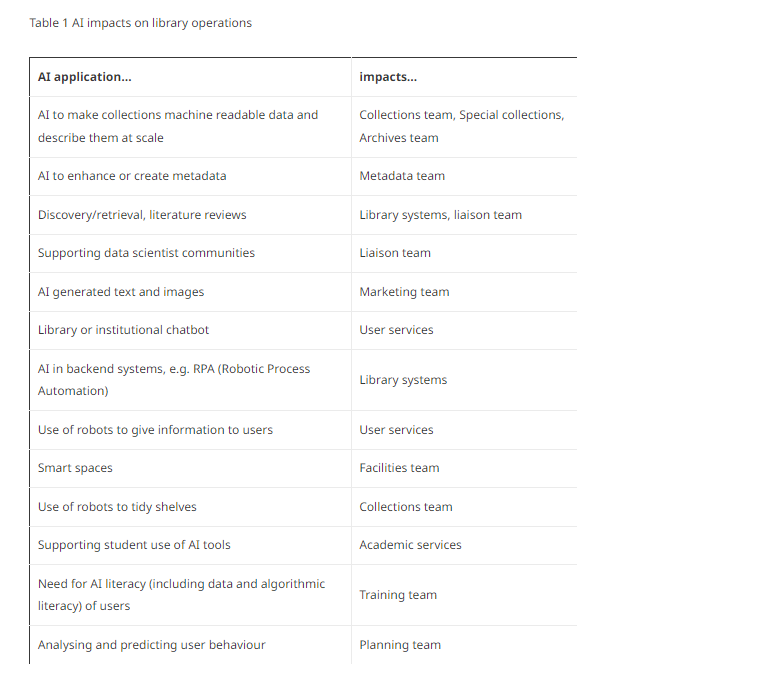 Table 1 AI impacts on library operations
AI application...
impacts...
AI to make collections machine readable data and
describe them at scale
Collections team, Special collections,
Archives team
AI to enhance or create metadata
Metadata team
Discovery/retrieval, literature reviews
Library systems, liaison team
Supporting data scientist communities
Liaison team
AI generated text and images
Marketing team
Library or institutional chatbot
User services
AI in backend systems, e.g. RPA (Robotic Process
Automation)
Library systems
Use of robots to give information to users
User services
Smart spaces
Facilities team
Use of robots to tidy shelves
Collections team
Supporting student use of AI tools
Academic services
Need for AI literacy (including data and algorithmic
literacy) of users
Training team
Analysing and predicting user behaviour
Planning team